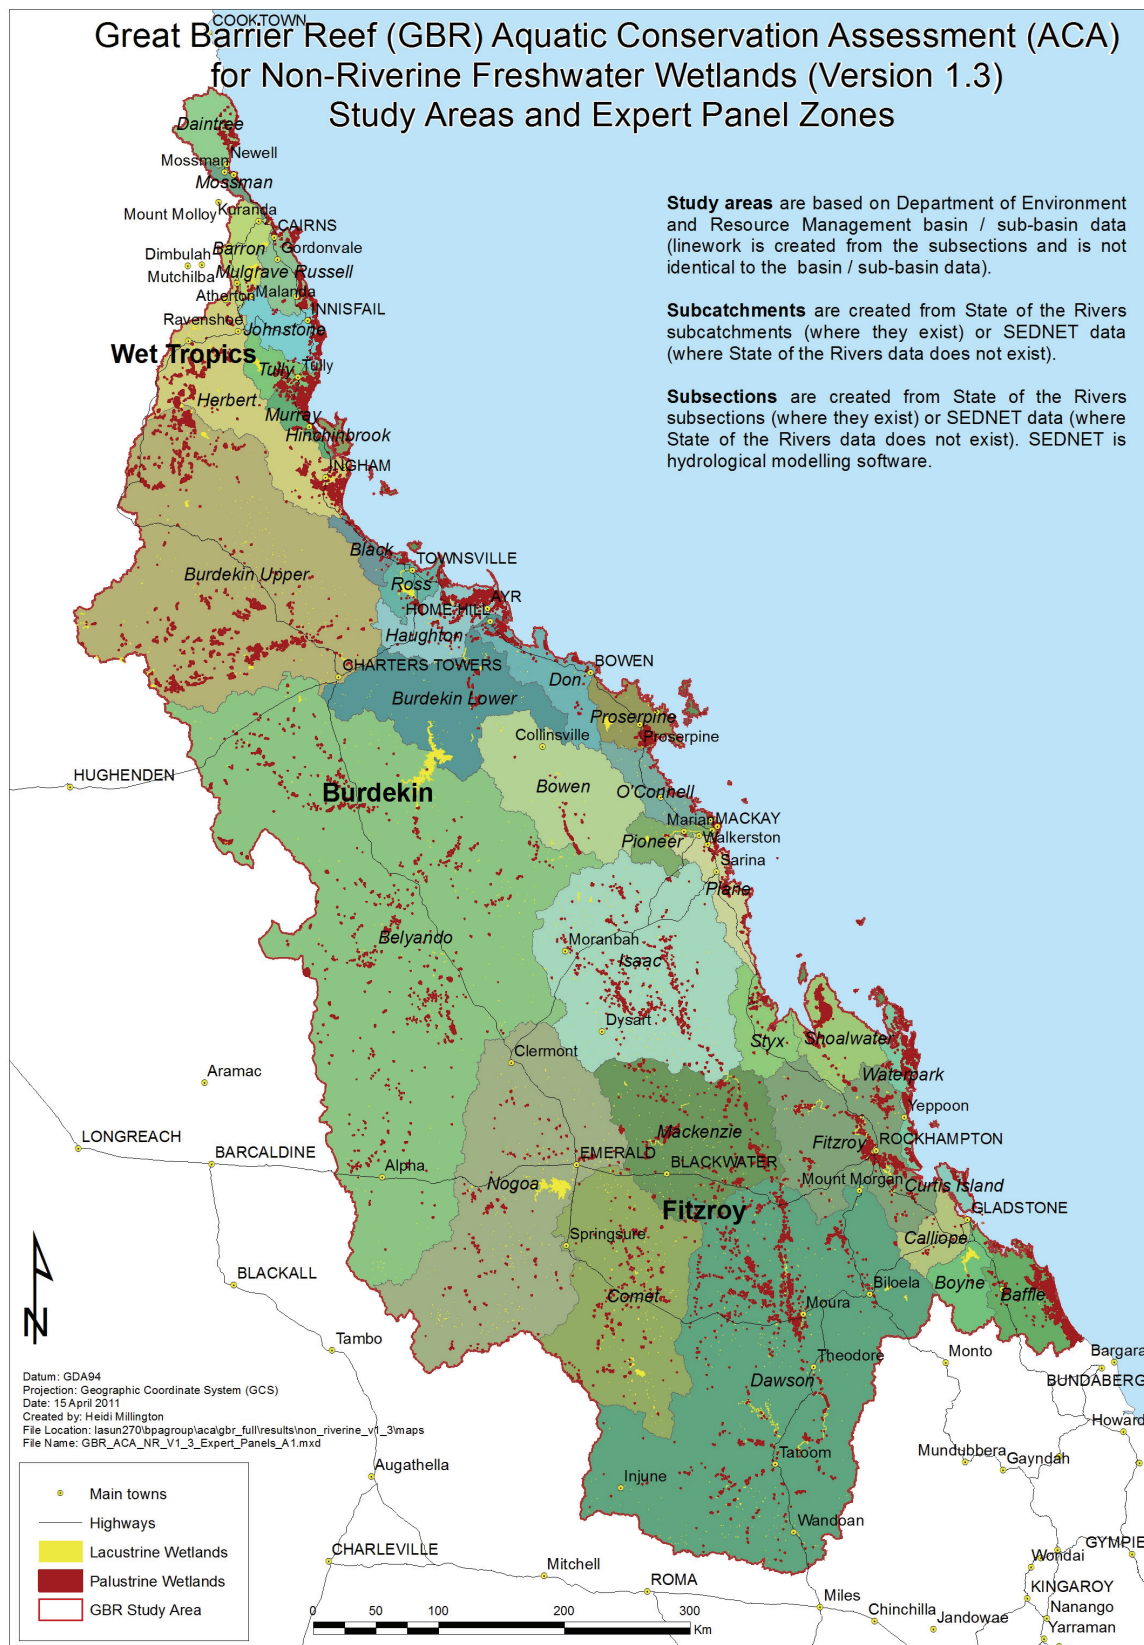 COOKTOWN
Great Barrier Reef (GBR) Aquatic Conservation Assessment (ACA)
for Non-Riverine Freshwater Wetlands (Version 1.3)
Study Areas and Expert Panel Zones
Daintree
Newell
Mossman
Mossman
Study areas are based on Department of Environment
and Resource Management basin / sub-basin data
(linework is created from the subsections and is not
identical to the basin / sub-basin data).
Subcatchments are created from State of the Rivers
subcatchments (where they exist) or SEDNET data
(where State of the Rivers data does not exist).
Subsections are created from State of the Rivers
subsections (where they exist) or SEDNET data (where
State of the Rivers data does not exist). SEDNET is
hydrological modelling software.
Mount Molloy
Kuranda
CAIRNS
Barron
Gordonvale
Dimbulah
Mutchilba
Mulgrave Russell
Atherton
Malanda
INNISFAIL
Ravenshoe
Johnstone
Wet Tropics
Tully
Tully
Herbert
Murray
Hinchinbrook
INGHAM
Black
TOWNSVILLE
Burdekin Upper
Ross
AYR
HOME HILL
Haughton
CHARTERS TOWERS
BOWEN
Don
Burdekin Lower
Proserpine
Proserpine
Collinsville
HUGHENDEN
Burdekin
Bowen
O'Connell
Marian
MACKAY
Pioneer
Walkerston
Sarina
Plane
Belyando
Moranbah
Isaac
Dysart
Styx
Shoalwater
Clermont
Waterpark
Aramac
Yeppoon
Mackenzie
Fitzroy
ROCKHAMPTON
LONGREACH
BARCALDINE
EMERALD
BLACKWATER
Alpha
Nogoa
Mount Morgan
Curtis Island
Fitzroy
GLADSTONE
Springsure
Calliope
BLACKALL
Biloela
Boyne
Baffle
Comet
Moura
Tambo
Theodore
Monto
Bargara
BUNDABERG
Dawson
N
Datum: GDA94
Projection: Geographic Coordinate System (GCS)
Date: 15 April 2011
Created by: Heidi Millington
File Location: lasun270\bpagroup\aca\gbr_full\results\non_riverine_v1_3\maps
File Name: GBR_ACA_NR_V1_3_Expert_Panels_A1.mxd
Howard
Mundubbera
Gayndah
Tatoom
Augathella
Injune
Main towns
Highways
Lacustrine Wetlands
Palustrine Wetlands
GBR Study Area
Wandoan
GYMPIE
CHARLEVILLE
Mitchell
Wondai
ROMA
KINGAROY
Miles
Nanango
Chinchilla
Jandowae
Yarraman
0 50 100 200 300
Km